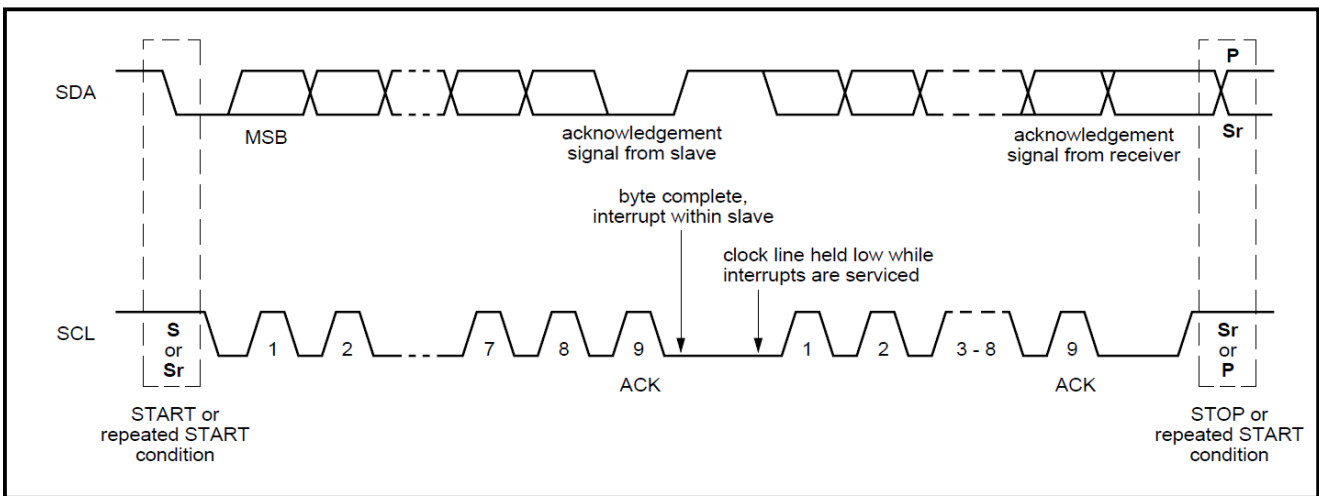 SDA
MSB
acknowledgement
signal from slave
acknowledgement
signal from receiver
P
Sr
byte complete,
interrupt within slave
clock line held low while
interrupts are serviced
SCL
S
or
Sr
1
2
7
8
9
ACK
1
2
3 - 8
9
ACK
Sr
or
P
START or
repeated START
condition
STOP or
repeated START
condition